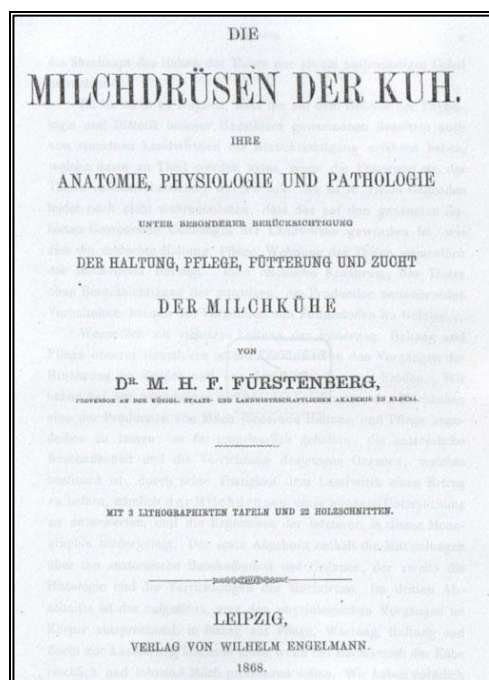 DIE
MILCHDRÜSEN DER KUH.
IHRE
ANATOMIE, PHYSIOLOGIE UND PATHOLOGIE
UNTER BESONDERER BERÜCKSICHTIGUNG
DER HALTUNG, PFLEGE, FÜTTERUNG UND ZUCHT
DER MILCHKÜHE
VON
DR. M. H. F. FÜRSTENBERG,
PROFESSOR AN DER KÖNIGL. STAATS- UND LANDWIRTHSCHAFTLICHEN AKADEMIE ZU ELDENA.
MIT 3 LITHOGRAPHIRTEN TAFELN UND 22 HOLZSCHNITTEN.
LEIPZIG,
VERLAG VON WILHELM ENGELMANN.
1868.